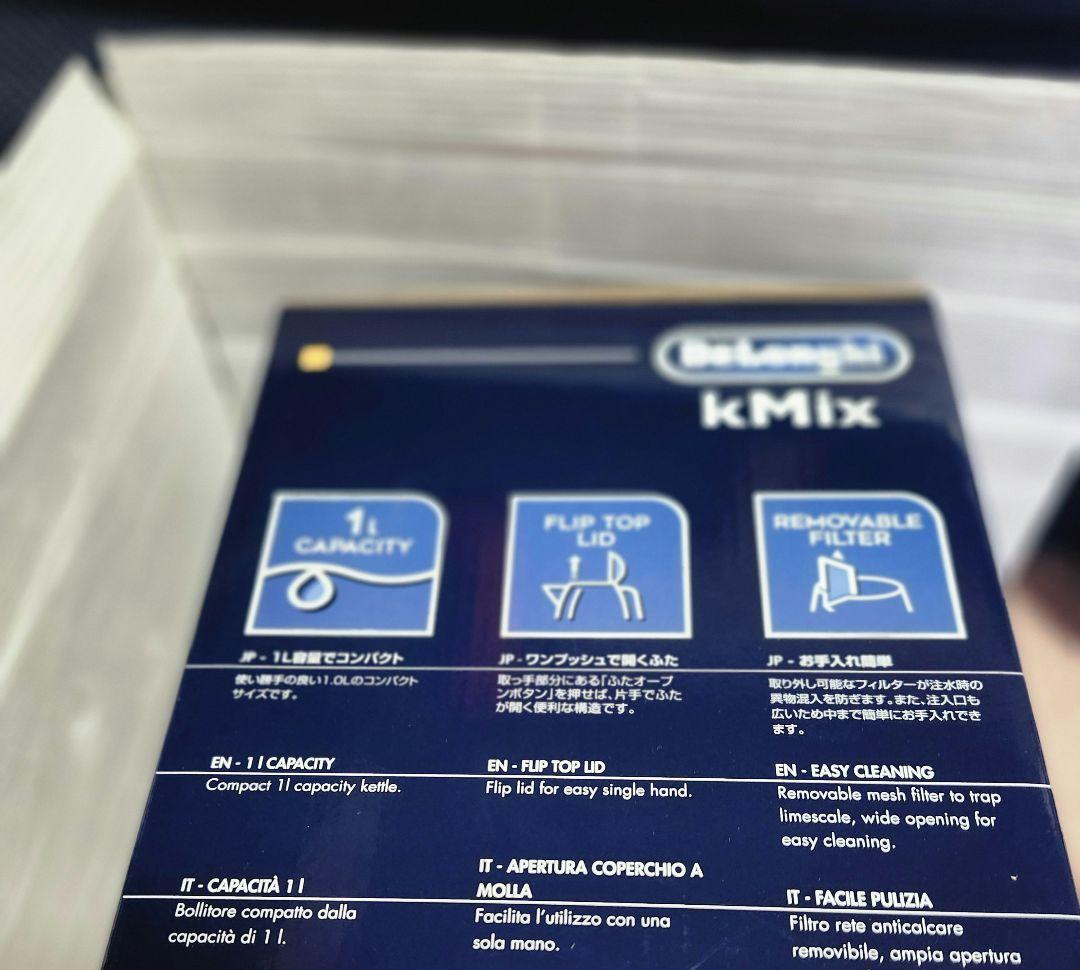 DeLonghi
kMix
1L
CAPACITY
FLIP TOP
LID
REMOVABLE
FILTER
JP - 1L容量でコンパクト
使い勝手の良い1.0Lのコンパクト
サイズです。
JP - ワンプッシュで開くふた
取っ手部分にある「ふたオープ
ンボタン」を押せば、片手でふた
が開く便利な構造です。
JP - お手入れ簡単
取り外し可能なフィルターが注水時の
異物混入を防ぎます。また、注入口も
広いため中まで簡単にお手入れでき
ます。
EN - 1 l CAPACITY
Compact 1l capacity kettle.
EN - FLIP TOP LID
Flip lid for easy single hand.
EN - EASY CLEANING
Removable mesh filter to trap
limescale, wide opening for
easy cleaning.
IT - CAPACITÀ 1 l
Bollitore compatto dalla
capacità di 1 l.
IT - APERTURA COPERCHIO A
MOLLA
Facilita l'utilizzo con una
sola mano.
IT - FACILE PULIZIA
Filtro rete anticalcare
removibile, ampia apertura